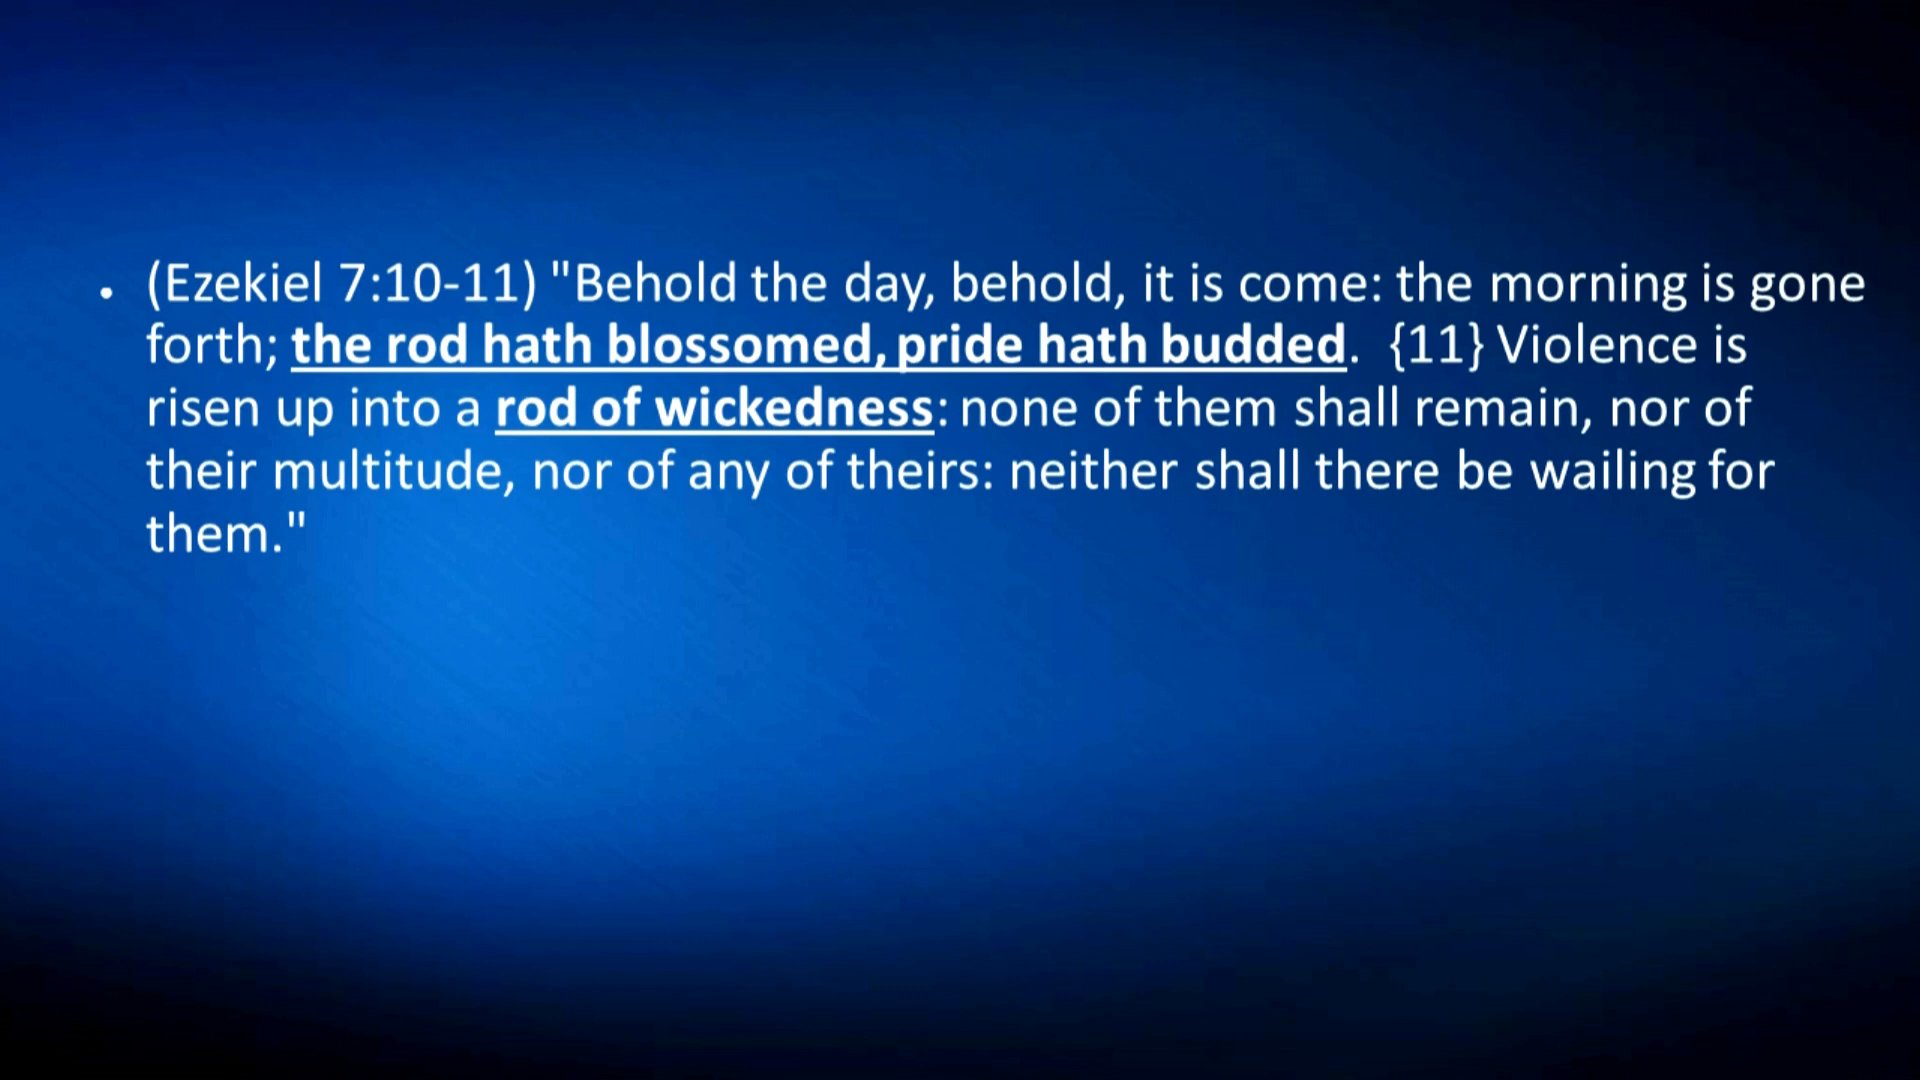 • (Ezekiel 7:10-11) "Behold the day, behold, it is come: the morning is gone
forth; the rod hath blossomed, pride hath budded.  {11} Violence is
risen up into a rod of wickedness: none of them shall remain, nor of
their multitude, nor of any of theirs: neither shall there be wailing for
them."